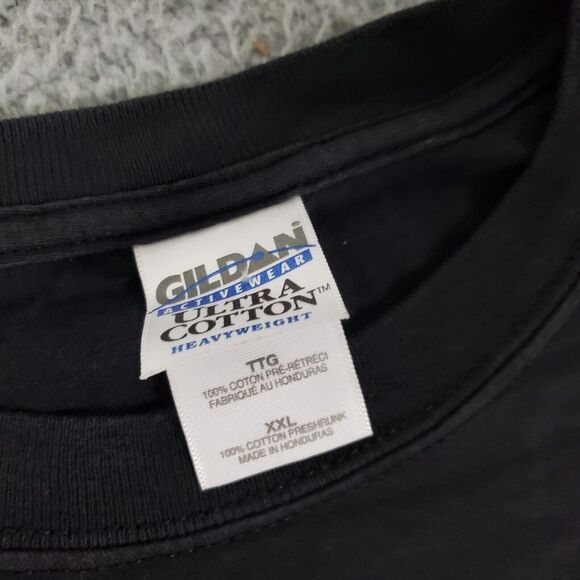 GILDAN®
ACTIVEWEAR
ULTRA
COTTON™
HEAVYWEIGHT
TTG
100% COTON PRÉ-RÉTRÉCI
FABRIQUÉ AU HONDURAS
XXL
100% COTTON PRESHRUNK
MADE IN HONDURAS